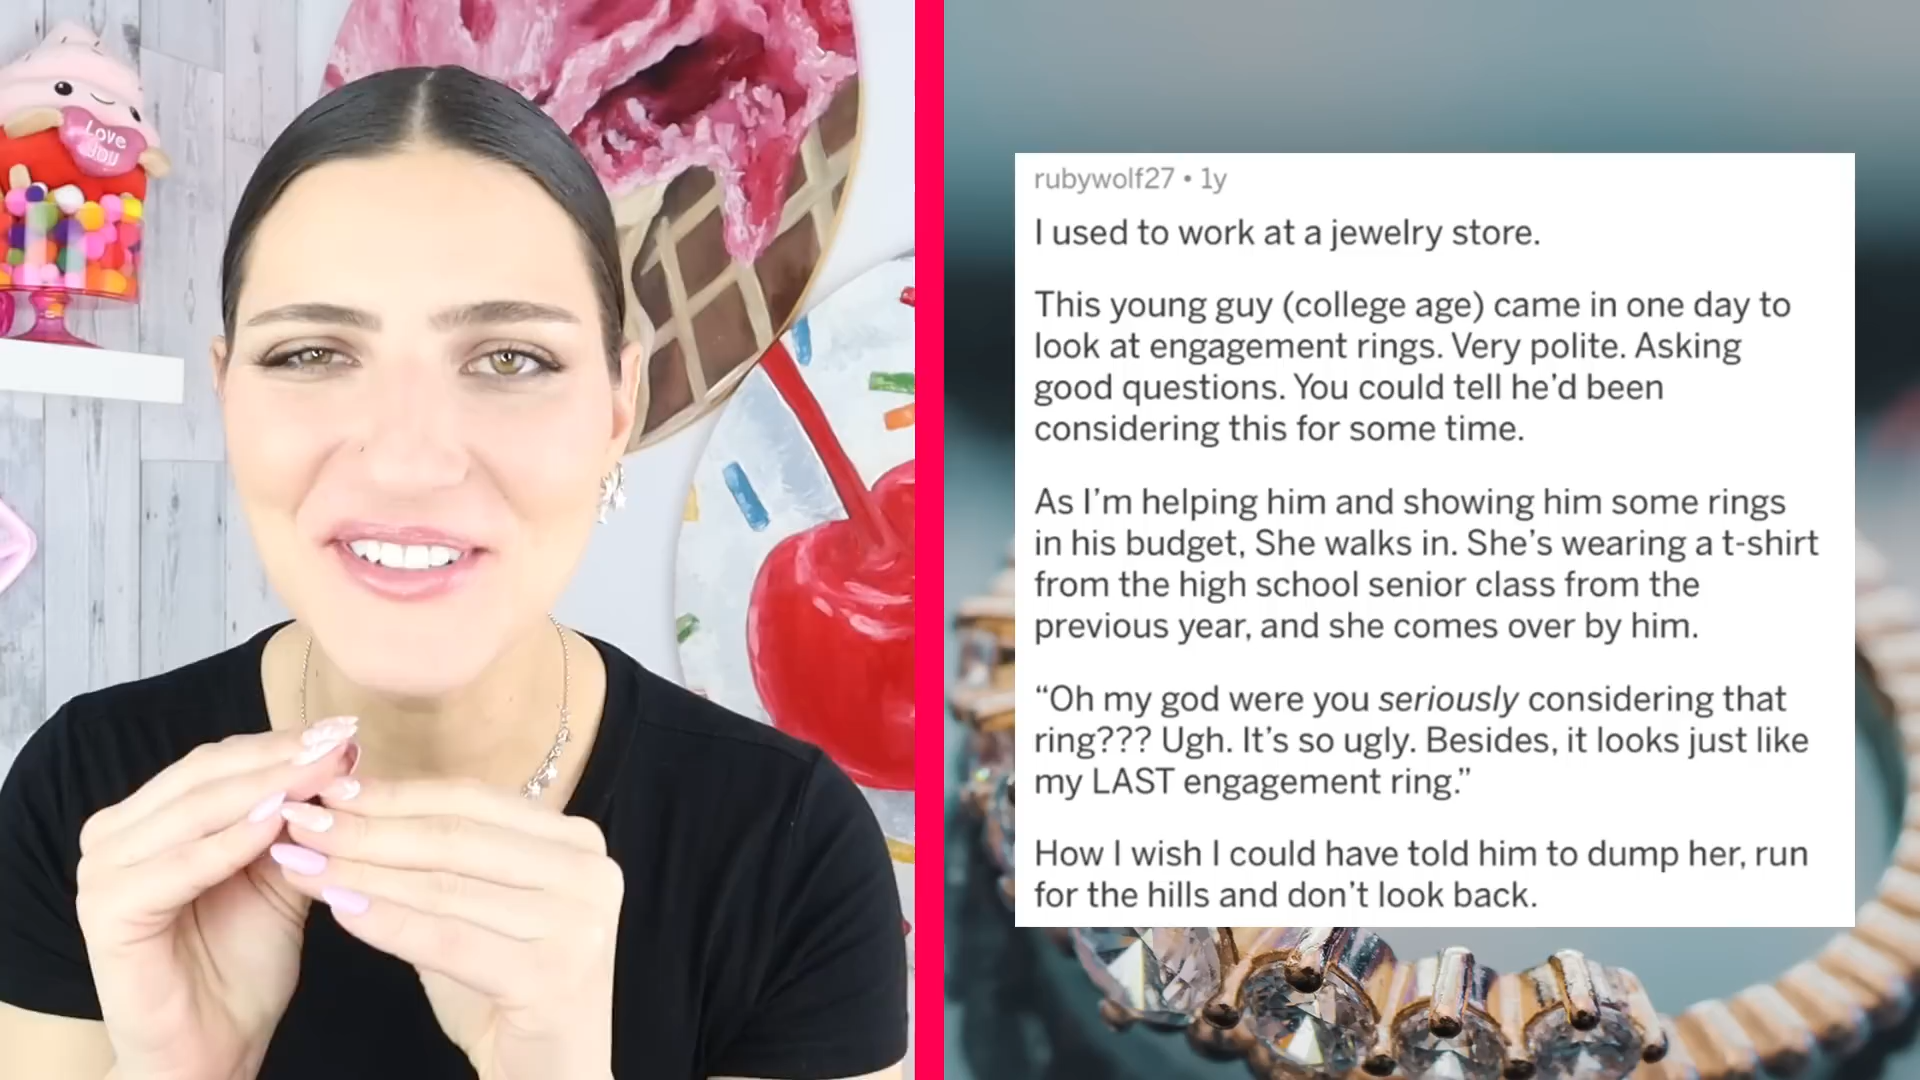 Love
YOU
rubywolf27 • 1y
I used to work at a jewelry store.
This young guy (college age) came in one day to
look at engagement rings. Very polite. Asking
good questions. You could tell he’d been
considering this for some time.
As I’m helping him and showing him some rings
in his budget, She walks in. She’s wearing a t-shirt
from the high school senior class from the
previous year, and she comes over by him.
“Oh my god were you seriously considering that
ring??? Ugh. It’s so ugly. Besides, it looks just like
my LAST engagement ring.”
How I wish I could have told him to dump her, run
for the hills and don’t look back.